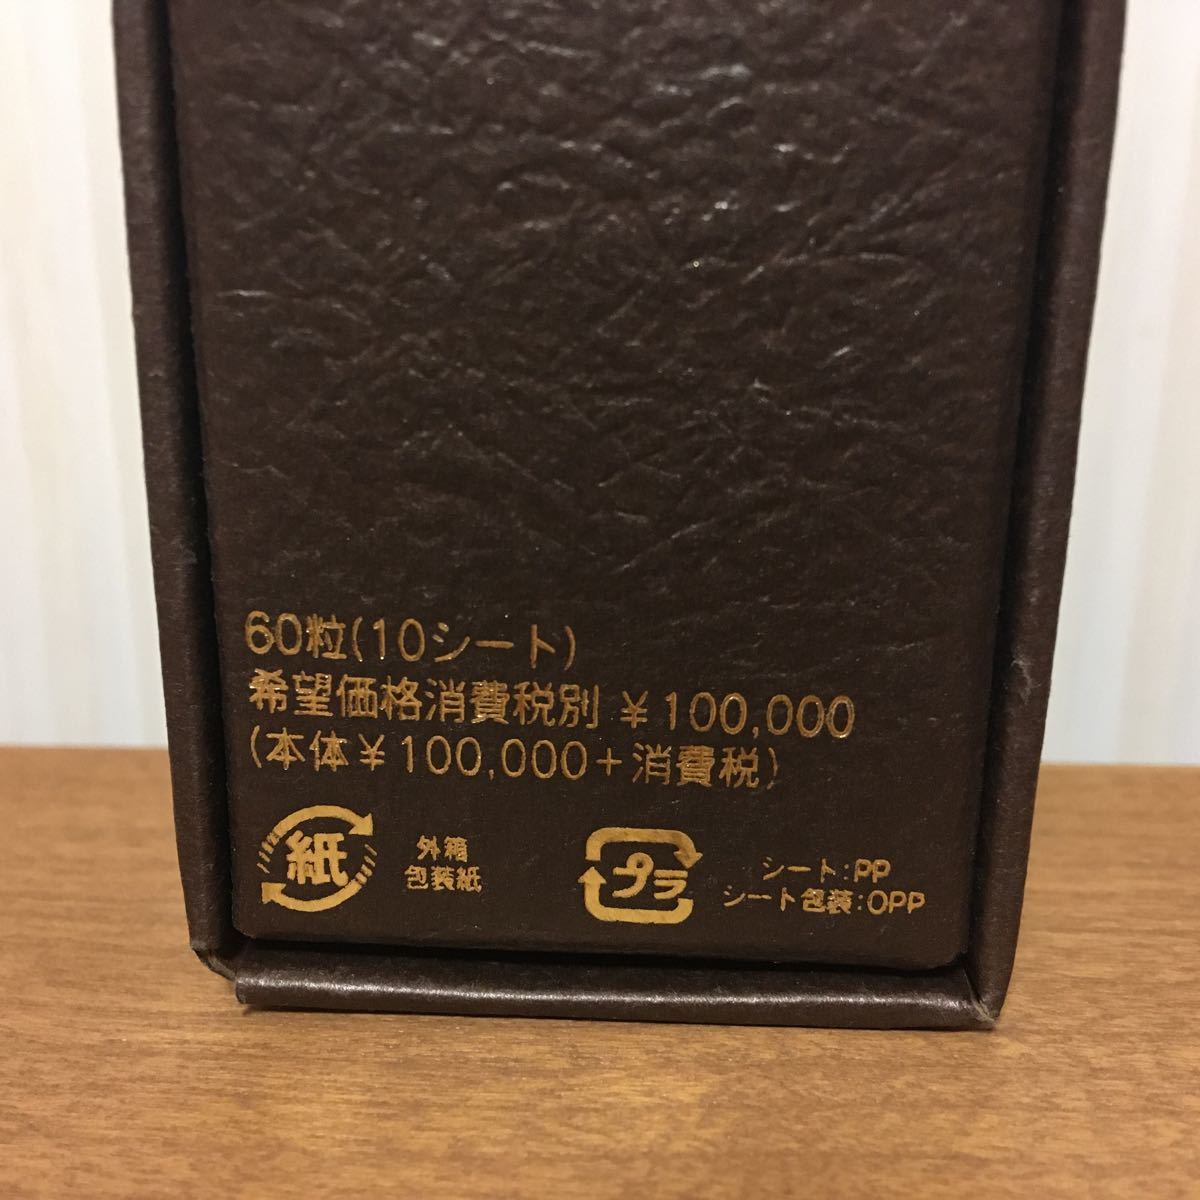 60粒(10シート)
希望価格消費税別 ¥100,000
(本体¥100,000+消費税)
紙
外箱
包装紙
プラ
シート:PP
シート包装:OPP